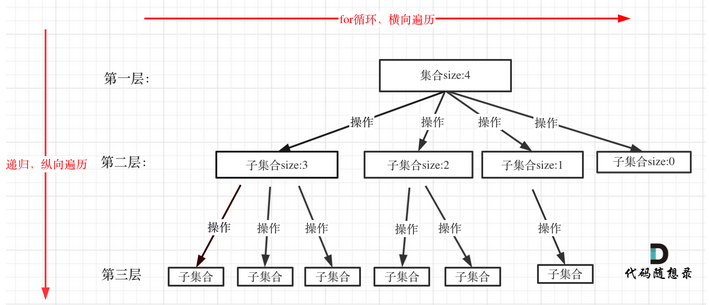 for循环、横向遍历
第一层：
集合size:4
操作
操作
操作
操作
递归、纵向遍历
第二层：
子集合size:3
子集合size:2
子集合size:1
子集合size:0
操作
操作
操作
操作
操作
操作
第三层
子集合
子集合
子集合
子集合
子集合
子集合
代码随想录